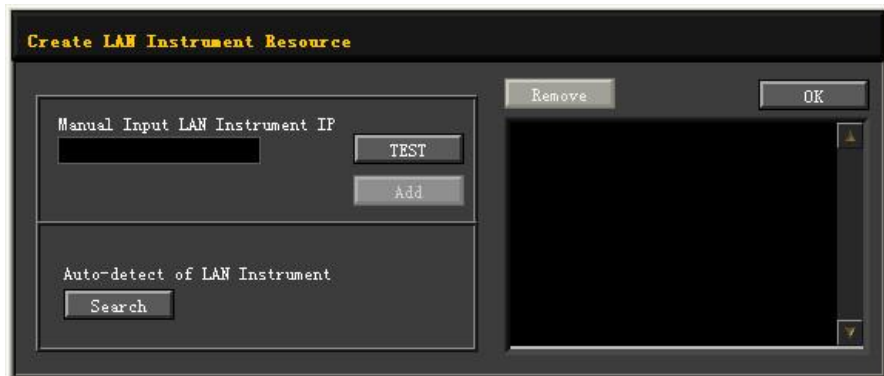 Create LAN Instrument Resource
Remove
OK
Manual Input LAN Instrument IP
TEST
Add
Auto-detect of LAN Instrument
Search